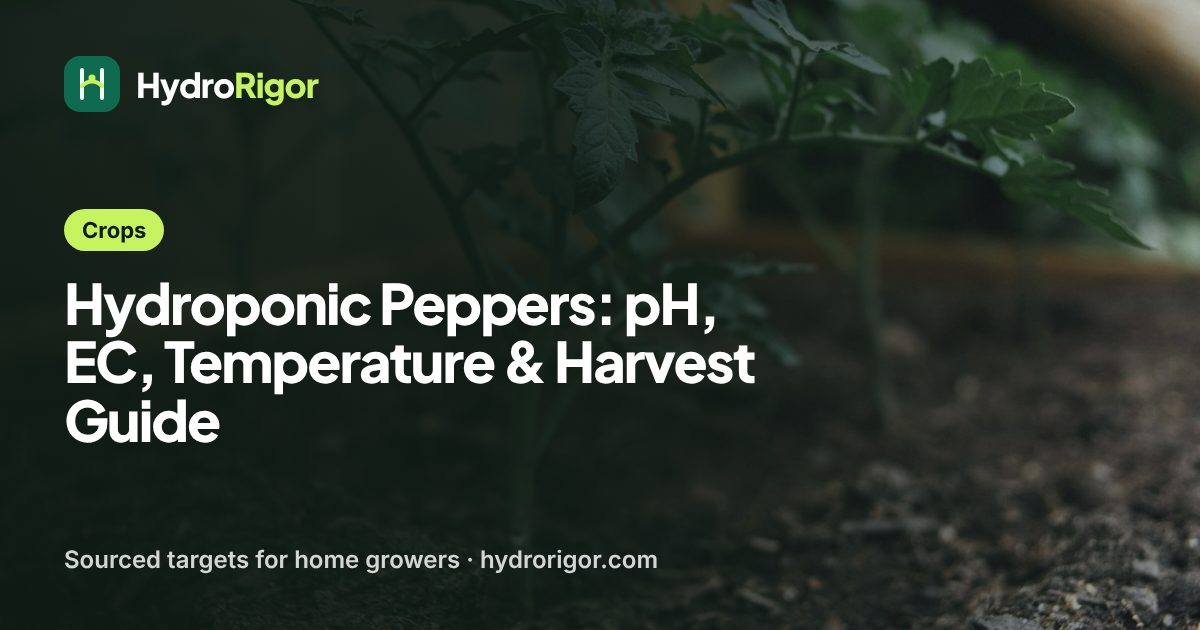 HydroRigor
Crops
Hydroponic Peppers: pH,
EC, Temperature & Harvest
Guide
Sourced targets for home growers · hydrorigor.com